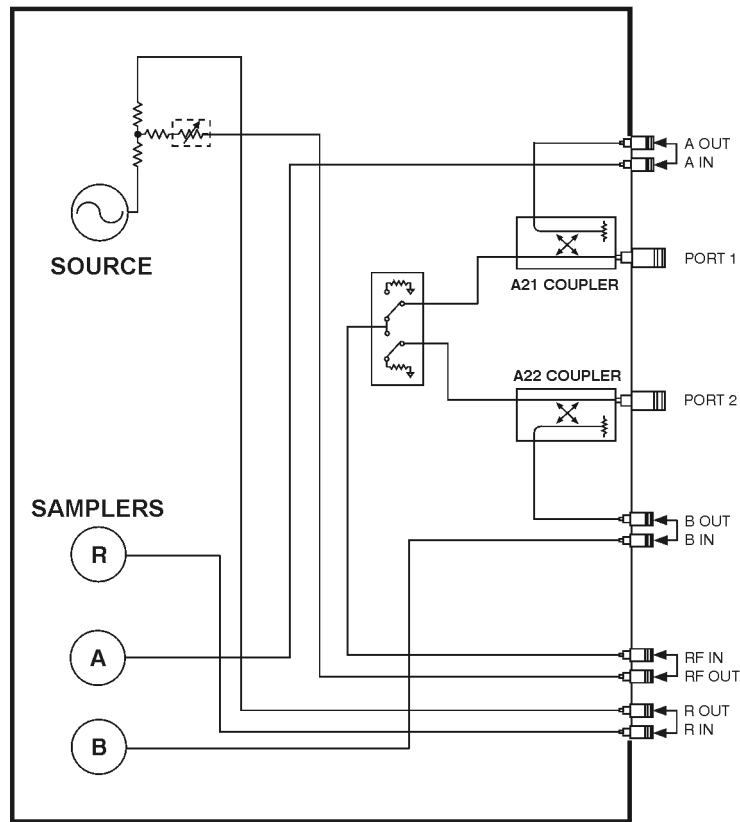 SOURCE
A OUT
A IN
PORT 1
A21 COUPLER
A22 COUPLER
PORT 2
SAMPLERS
R
A
B
B OUT
B IN
RF IN
RF OUT
R OUT
R IN